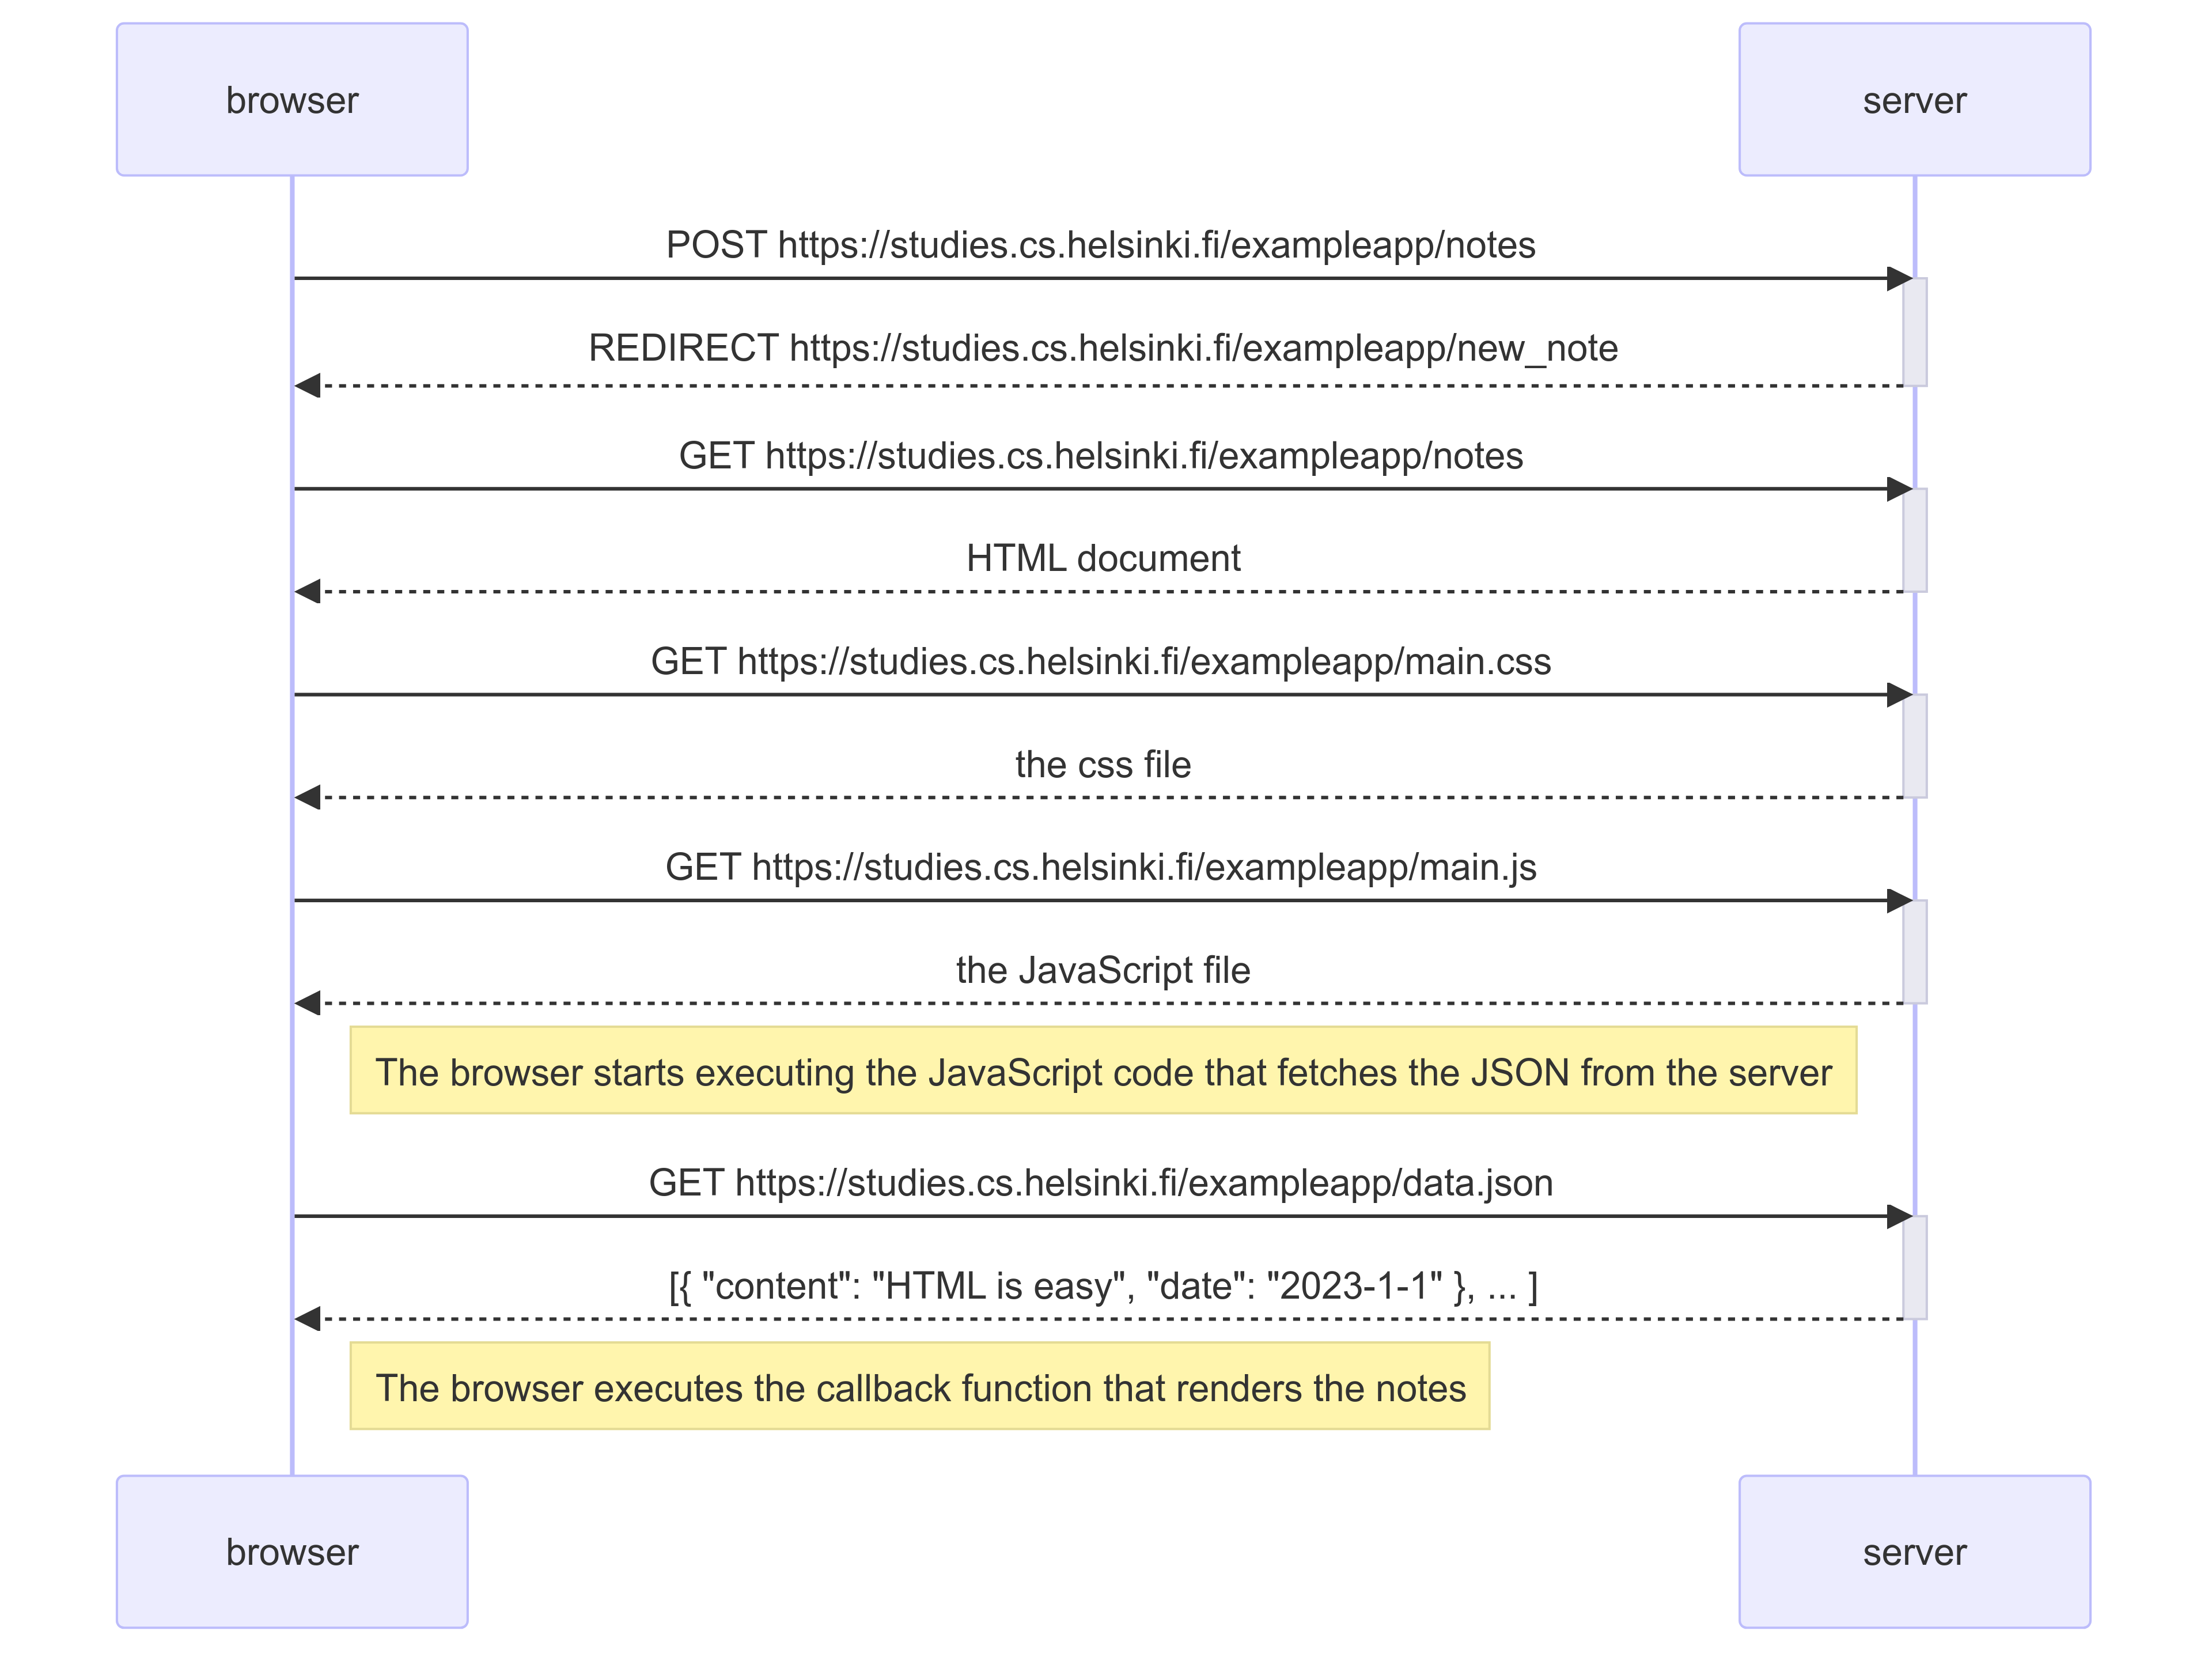 browser
server
POST https://studies.cs.helsinki.fi/exampleapp/notes
REDIRECT https://studies.cs.helsinki.fi/exampleapp/new_note
GET https://studies.cs.helsinki.fi/exampleapp/notes
HTML document
GET https://studies.cs.helsinki.fi/exampleapp/main.css
the css file
GET https://studies.cs.helsinki.fi/exampleapp/main.js
the JavaScript file
The browser starts executing the JavaScript code that fetches the JSON from the server
GET https://studies.cs.helsinki.fi/exampleapp/data.json
[{ "content": "HTML is easy", "date": "2023-1-1" }, ... ]
The browser executes the callback function that renders the notes
browser
server